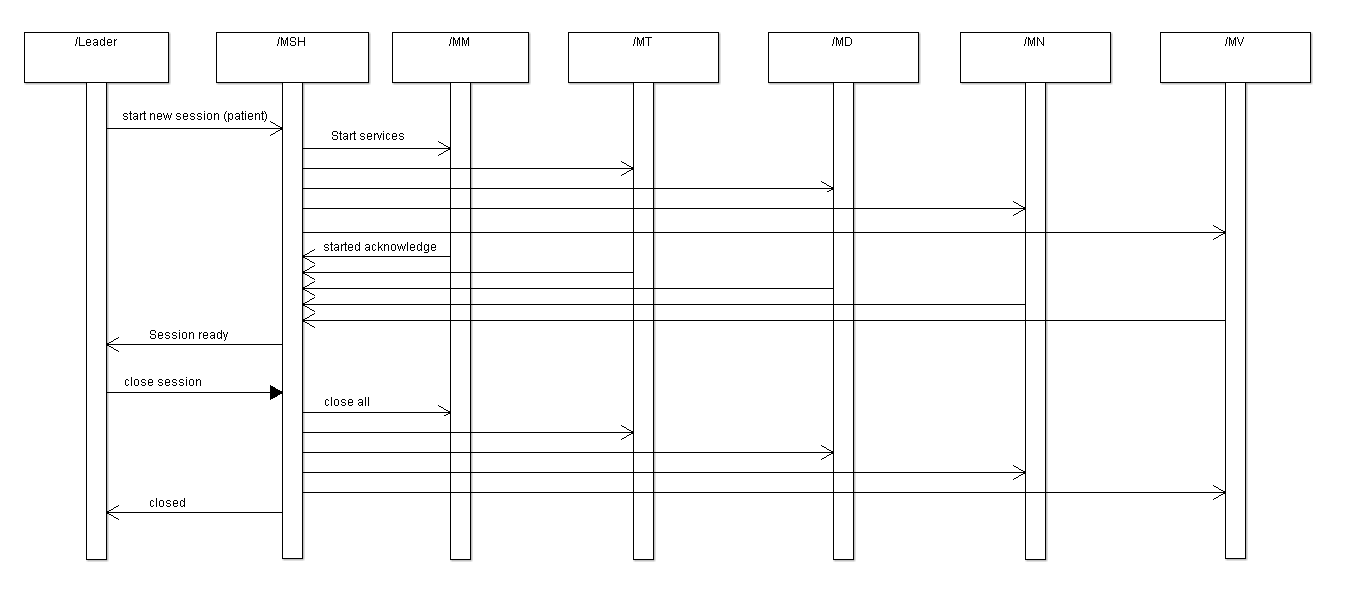 /Leader
/MSH
/MM
/MT
/MD
/MN
/MV
start new session (patient)
Start services
started acknowledge
Session ready
close session
close all
closed